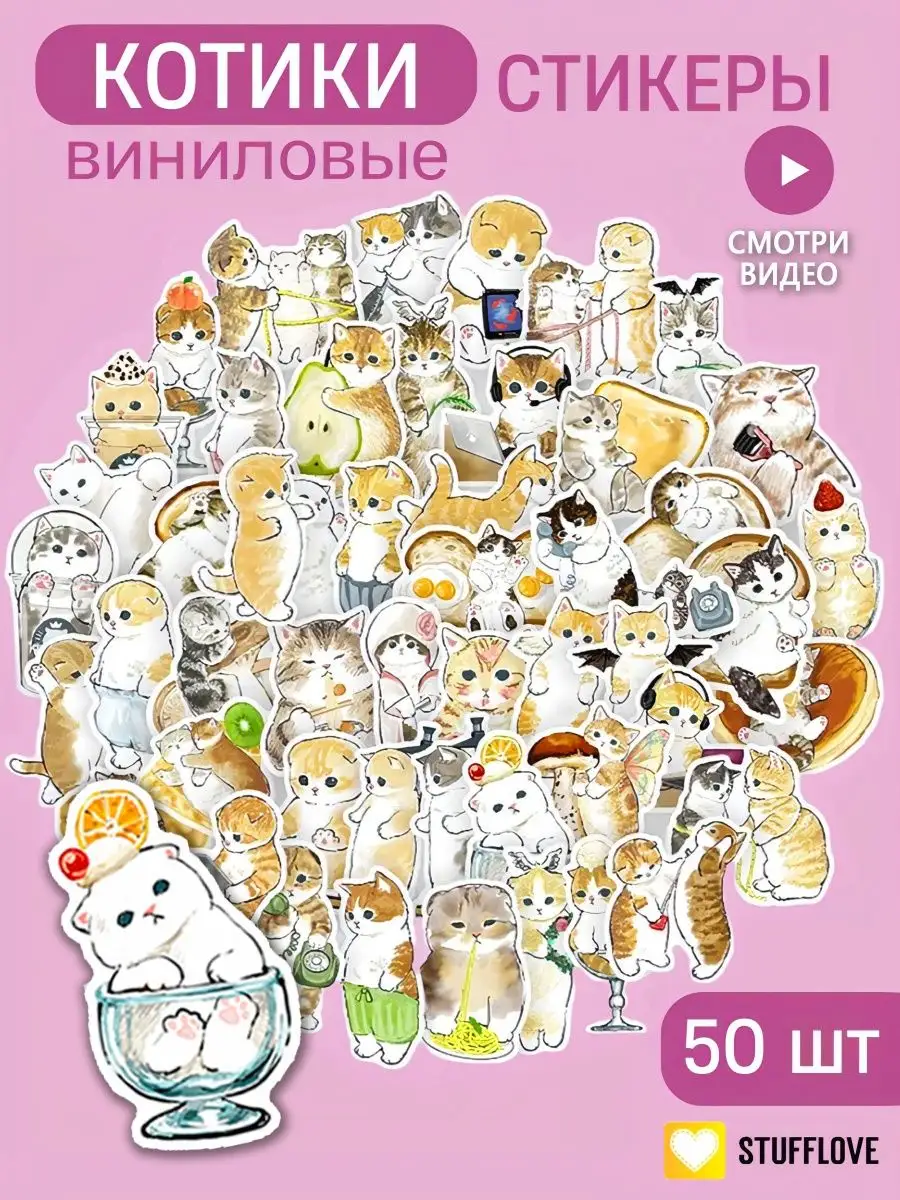 КОТИКИ СТИКЕРЫ
виниловые
СМОТРИ
ВИДЕО
50 шт
STUFFLOVE